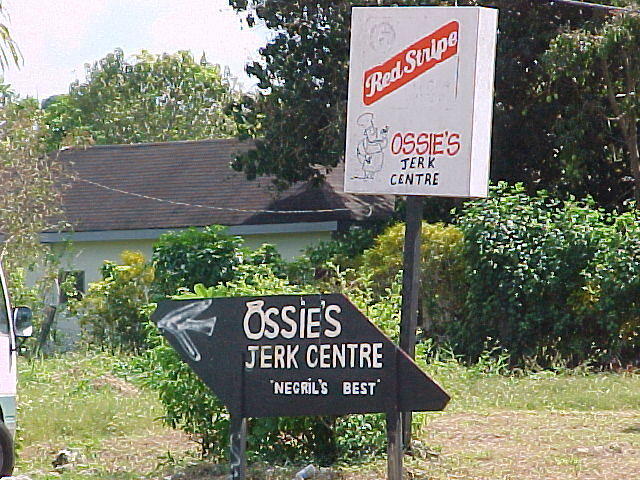 Red Stripe
OSSIE'S
JERK
CENTRE
OSSIE'S
JERK CENTRE
"NEGRIL'S BEST"